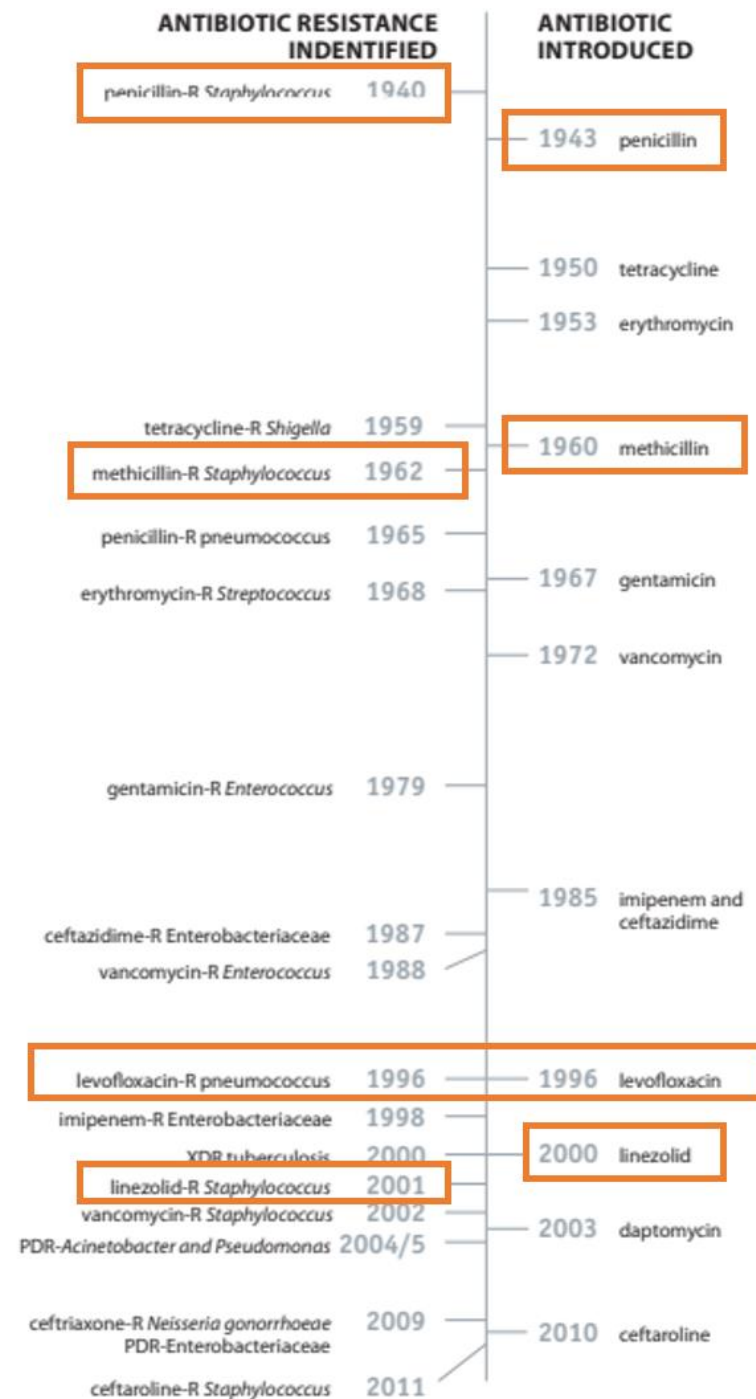 ANTIBIOTIC RESISTANCE
INDENTIFIED
ANTIBIOTIC
INTRODUCED
penicillin-R Staphylococcus 1940
1943 penicillin
1950 tetracycline
1953 erythromycin
tetracycline-R Shigella 1959
1960 methicillin
methicillin-R Staphylococcus 1962
penicillin-R pneumococcus 1965
1967 gentamicin
erythromycin-R Streptococcus 1968
1972 vancomycin
gentamicin-R Enterococcus 1979
1985 imipenem and
ceftazidime
ceftazidime-R Enterobacteriaceae 1987
vancomycin-R Enterococcus 1988
levofloxacin-R pneumococcus 1996 1996 levofloxacin
imipenem-R Enterobacteriaceae 1998
XDR tuberculosis 2000 2000 linezolid
linezolid-R Staphylococcus 2001
vancomycin-R Staphylococcus 2002
2003 daptomycin
PDR-Acinetobacter and Pseudomonas 2004/5
ceftriaxone-R Neisseria gonorrhoeae 2009
PDR-Enterobacteriaceae
2010 ceftaroline
ceftaroline-R Staphylococcus 2011